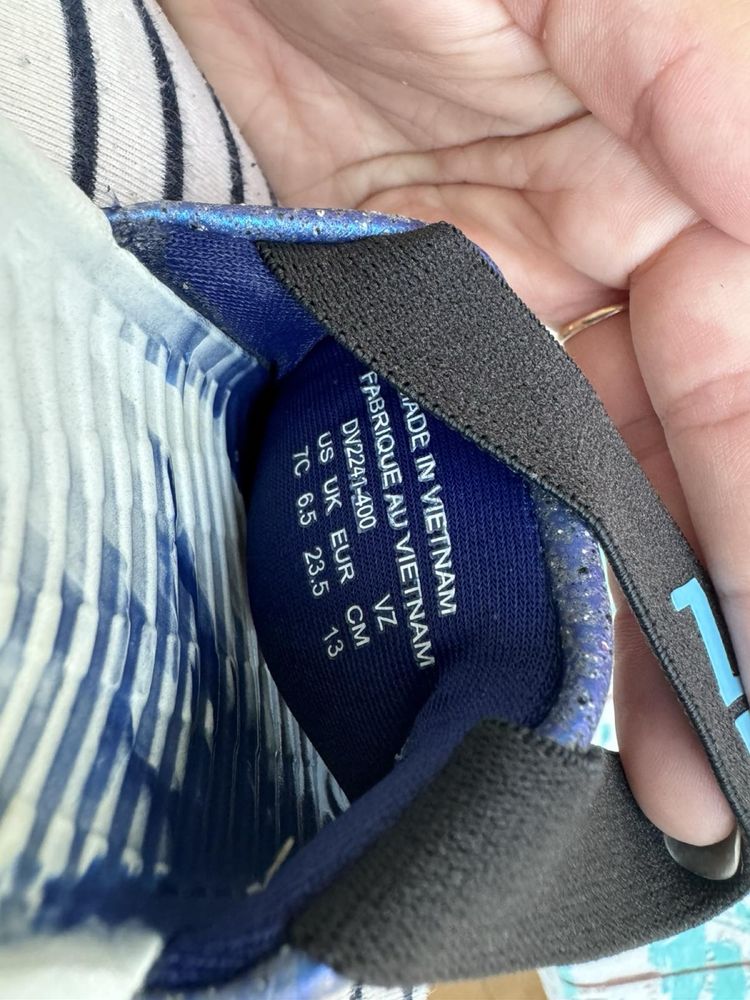 MADE IN VIETNAM
FABRIQUE AU VIETNAM
DV2241-400 VZ
US UK EUR CM
7C 6.5 23.5 13